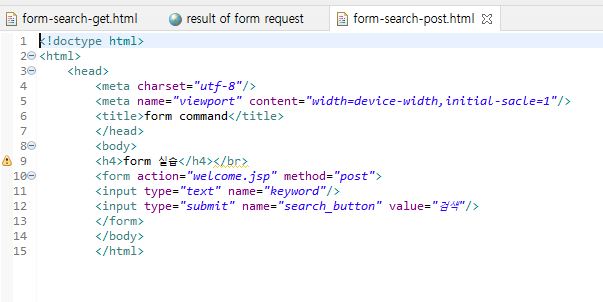 form-search-get.html result of form request form-search-post.html
1 <!doctype html>
2 <html>
3 <head>
4 <meta charset="utf-8"/>
5 <meta name="viewport" content="width=device-width,initial-sacle=1"/>
6 <title>form command</title>
7 </head>
8 <body>
9 <h4>form 실습</h4></br>
10 <form action="welcome.jsp" method="post">
11 <input type="text" name="keyword"/>
12 <input type="submit" name="search_button" value="검색"/>
13 </form>
14 </body>
15 </html>